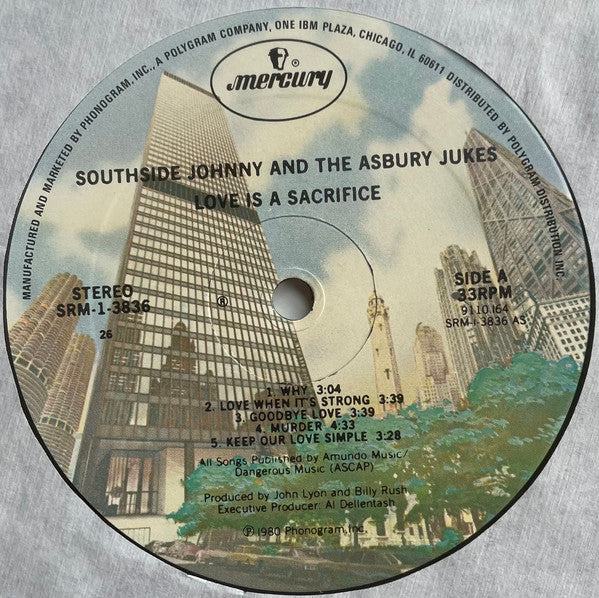 MANUFACTURED AND MARKETED BY PHONOGRAM, INC., A POLYGRAM COMPANY, ONE IBM PLAZA, CHICAGO, IL 60611 DISTRIBUTED BY POLYGRAM DISTRIBUTION INC.
mercury ®
SOUTHSIDE JOHNNY AND THE ASBURY JUKES
LOVE IS A SACRIFICE
STEREO
SRM-1-3836
26
Ⓟ
SIDE A
33RPM
9110.164
SRM-1-3836 AS
1. WHY 3:04
2. LOVE WHEN IT'S STRONG 3:39
3. GOODBYE LOVE 3:39
4. MURDER 4:33
5. KEEP OUR LOVE SIMPLE 3:28
All Songs Published by Amundo Music/
Dangerous Music (ASCAP)
Produced by John Lyon and Billy Rush
Executive Producer: Al Dellentash
Ⓟ 1980 Phonogram, Inc.